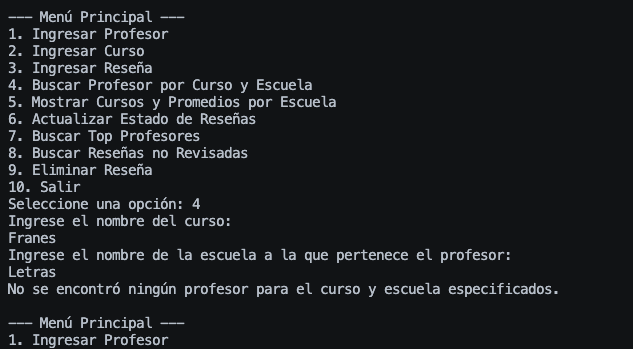 --- Menú Principal ---
1. Ingresar Profesor
2. Ingresar Curso
3. Ingresar Reseña
4. Buscar Profesor por Curso y Escuela
5. Mostrar Cursos y Promedios por Escuela
6. Actualizar Estado de Reseñas
7. Buscar Top Profesores
8. Buscar Reseñas no Revisadas
9. Eliminar Reseña
10. Salir
Seleccione una opción: 4
Ingrese el nombre del curso:
Franes
Ingrese el nombre de la escuela a la que pertenece el profesor:
Letras
No se encontró ningún profesor para el curso y escuela especificados.
--- Menú Principal ---
1. Ingresar Profesor